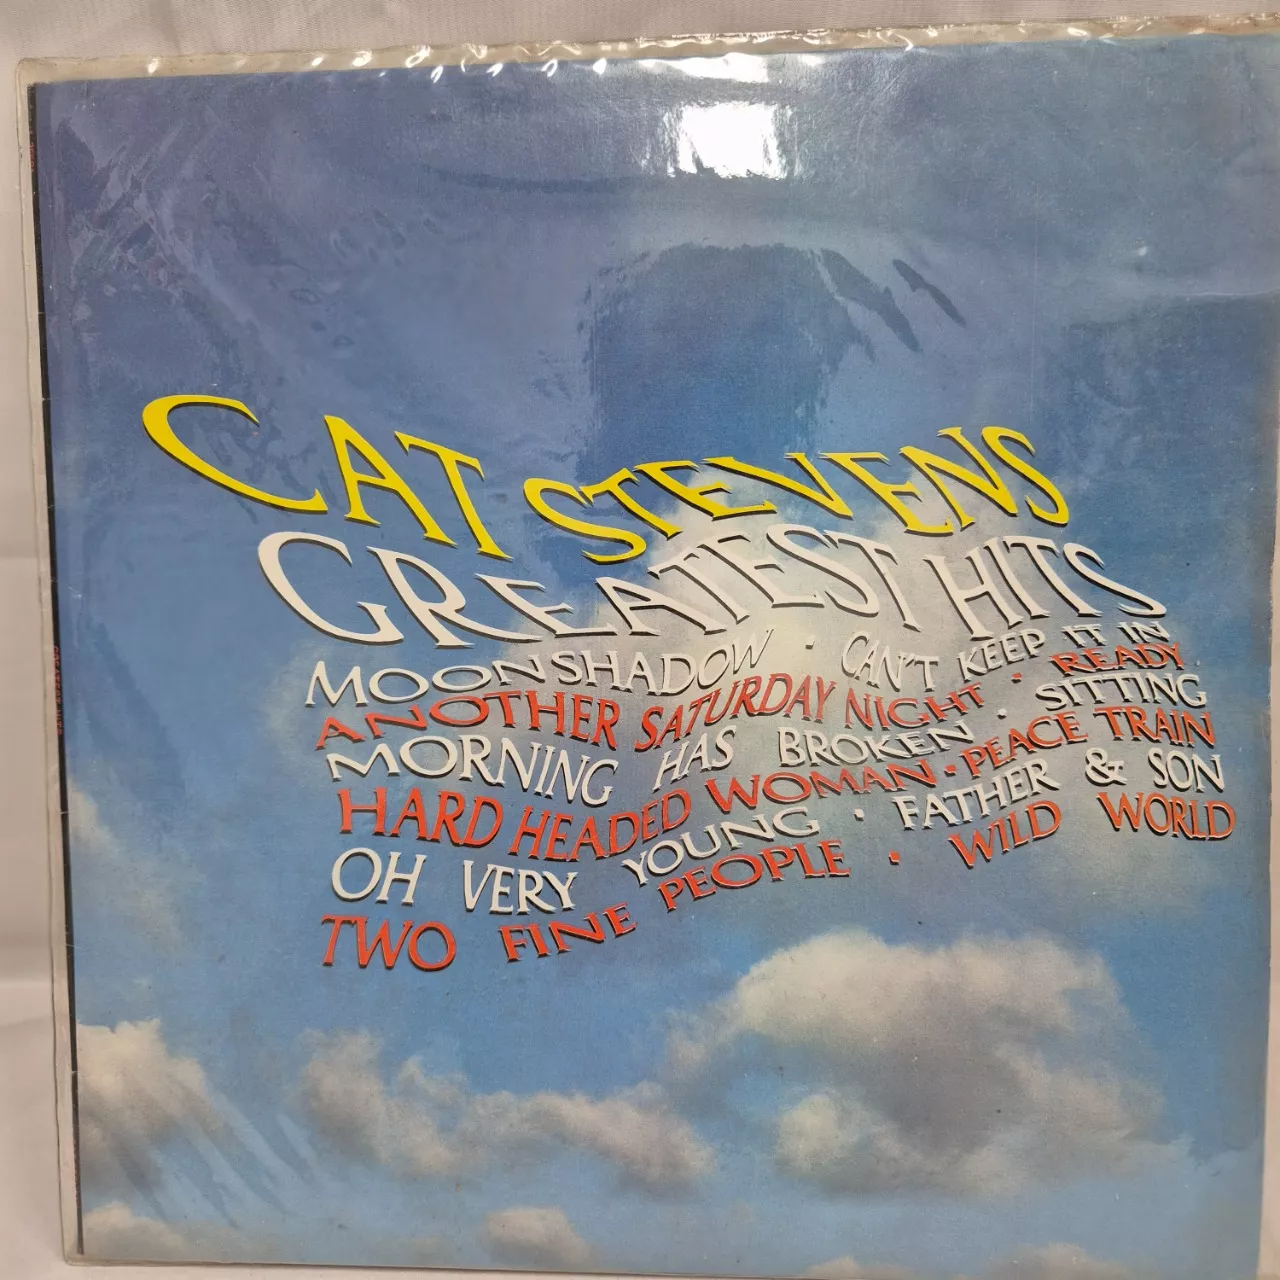 CAT STEVENS
GREATEST HITS
MOONSHADOW · CAN'T KEEP IT IN
ANOTHER SATURDAY NIGHT · READY
MORNING HAS BROKEN · SITTING
HARD HEADED WOMAN · PEACE TRAIN
OH VERY YOUNG · FATHER & SON
TWO FINE PEOPLE · WILD WORLD